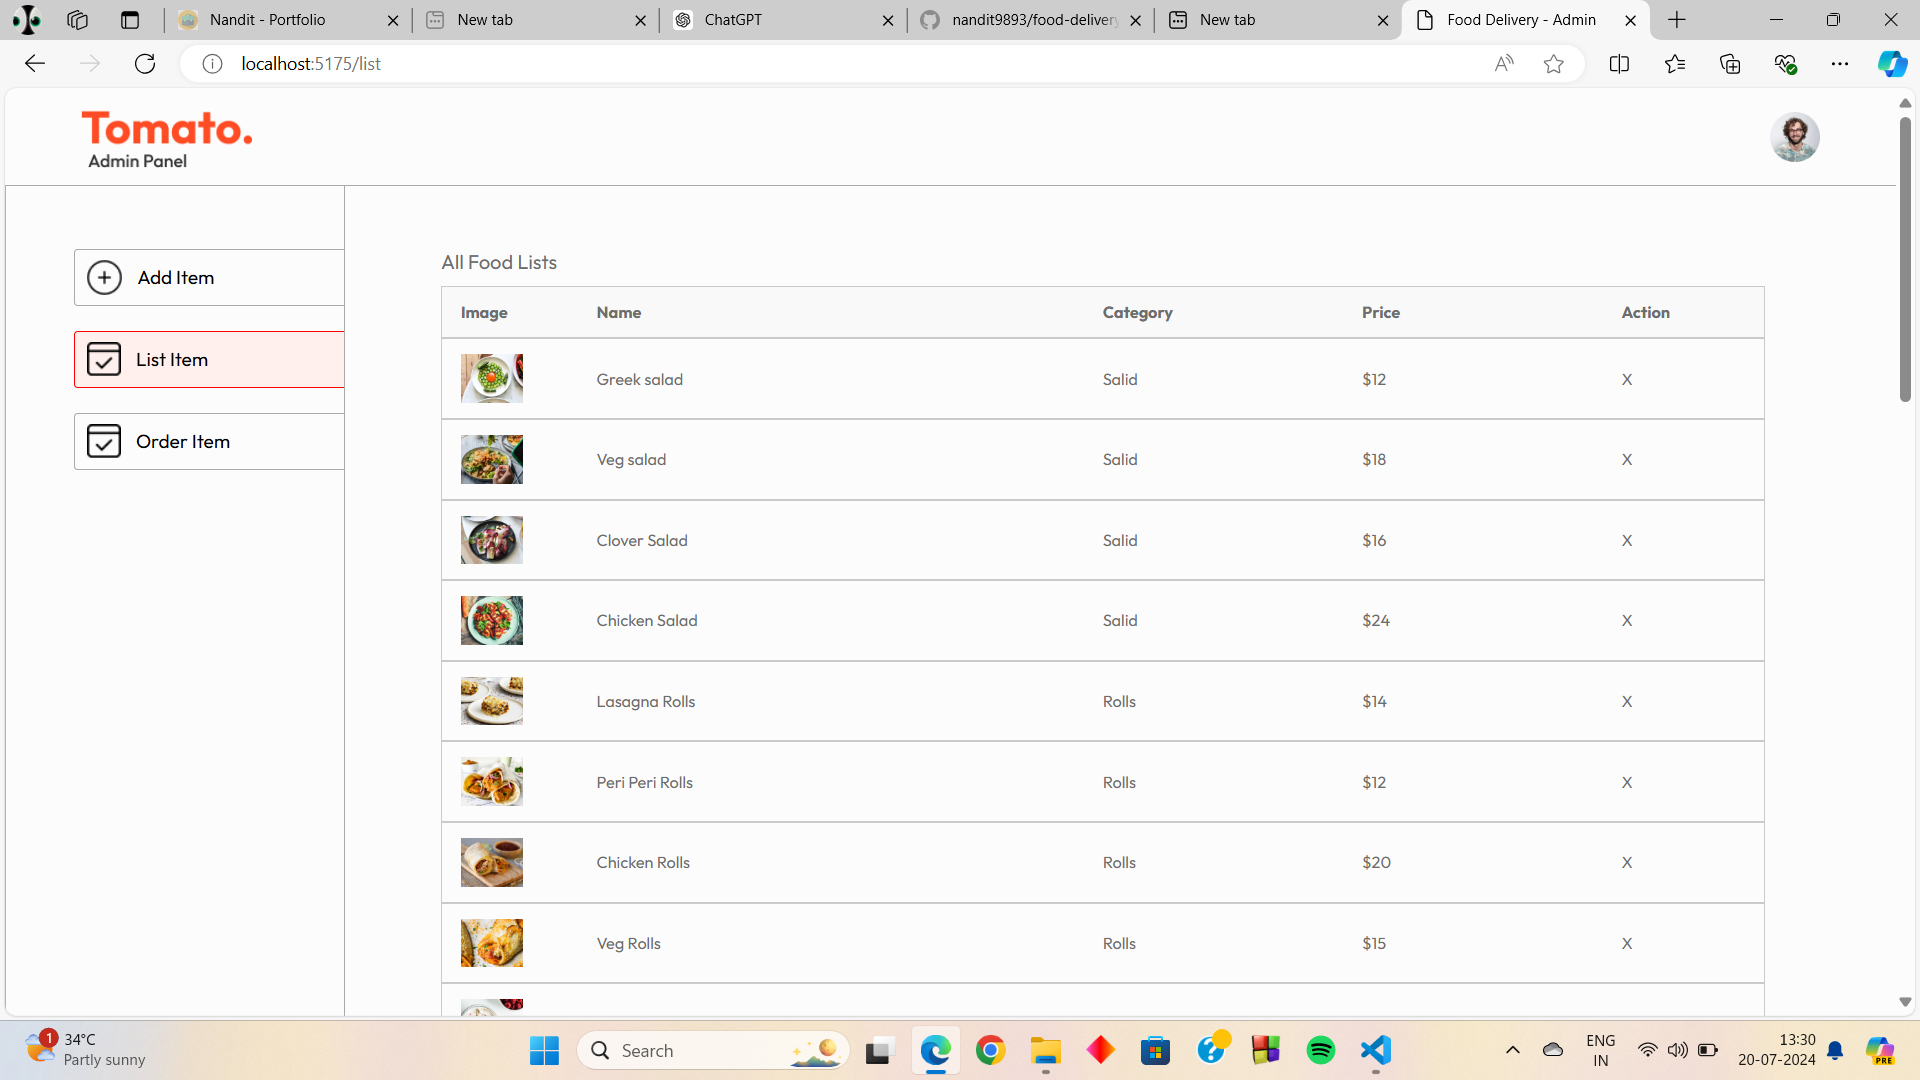 Nandit - Portfolio
New tab
ChatGPT
nandit9893/food-delivery
New tab
Food Delivery - Admin
localhost:5175/list
Tomato.
Admin Panel
Add Item
List Item
Order Item
All Food Lists
Image Name Category Price Action
Greek salad Salid $12 X
Veg salad Salid $18 X
Clover Salad Salid $16 X
Chicken Salad Salid $24 X
Lasagna Rolls Rolls $14 X
Peri Peri Rolls Rolls $12 X
Chicken Rolls Rolls $20 X
Veg Rolls Rolls $15 X
1
34°C
Partly sunny
Search
ENG
IN
13:30
20-07-2024
PRE